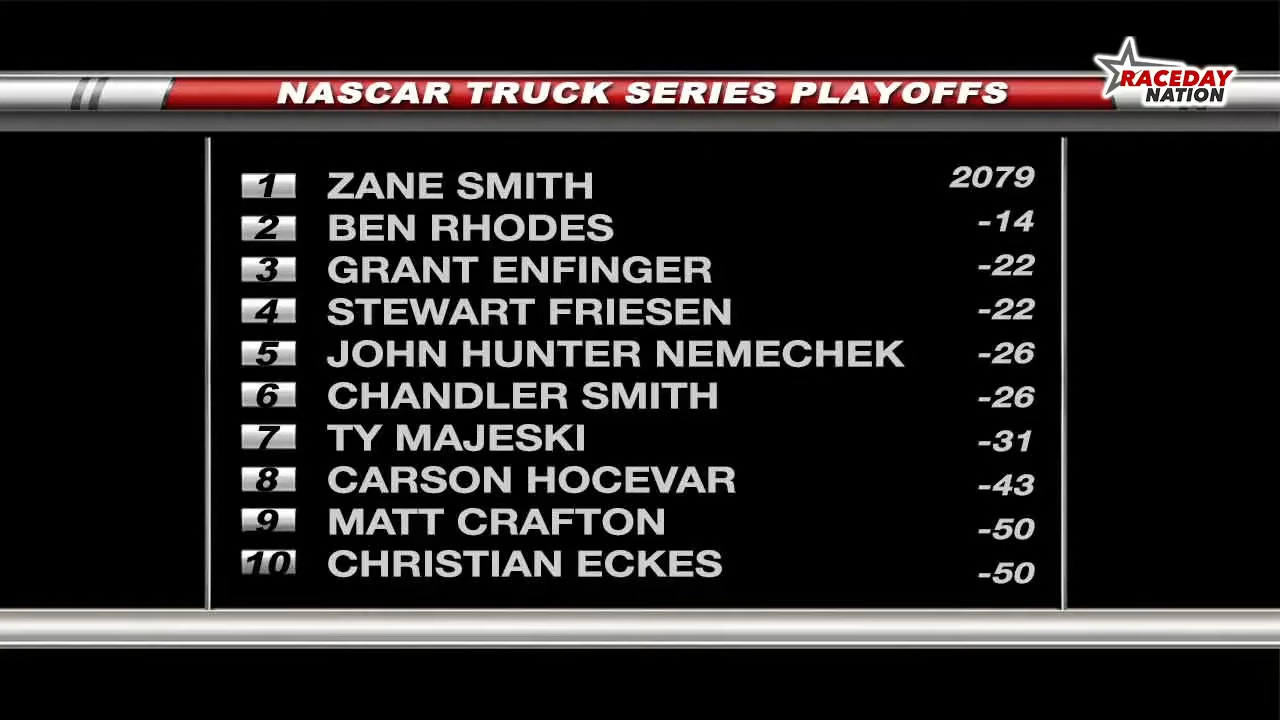 RACEDAY
NATION
NASCAR TRUCK SERIES PLAYOFFS
1 ZANE SMITH 2079
2 BEN RHODES -14
3 GRANT ENFINGER -22
4 STEWART FRIESEN -22
5 JOHN HUNTER NEMECHEK -26
6 CHANDLER SMITH -26
7 TY MAJESKI -31
8 CARSON HOCEVAR -43
9 MATT CRAFTON -50
10 CHRISTIAN ECKES -50